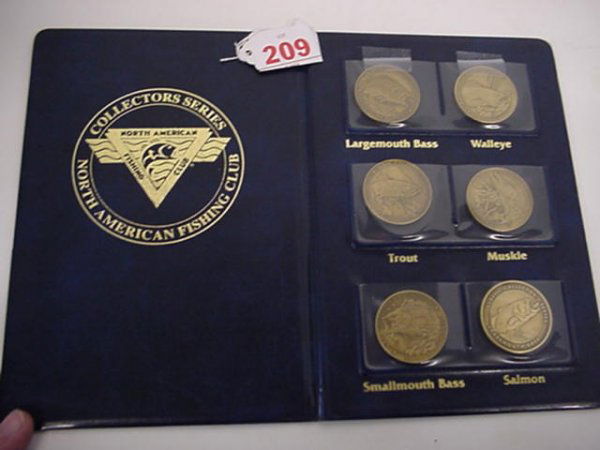 209
COLLECTORS SERIES
NORTH AMERICAN
FISHING CLUB
NORTH AMERICAN FISHING CLUB
Largemouth Bass
Walleye
Trout
Muskie
Smallmouth Bass
Salmon